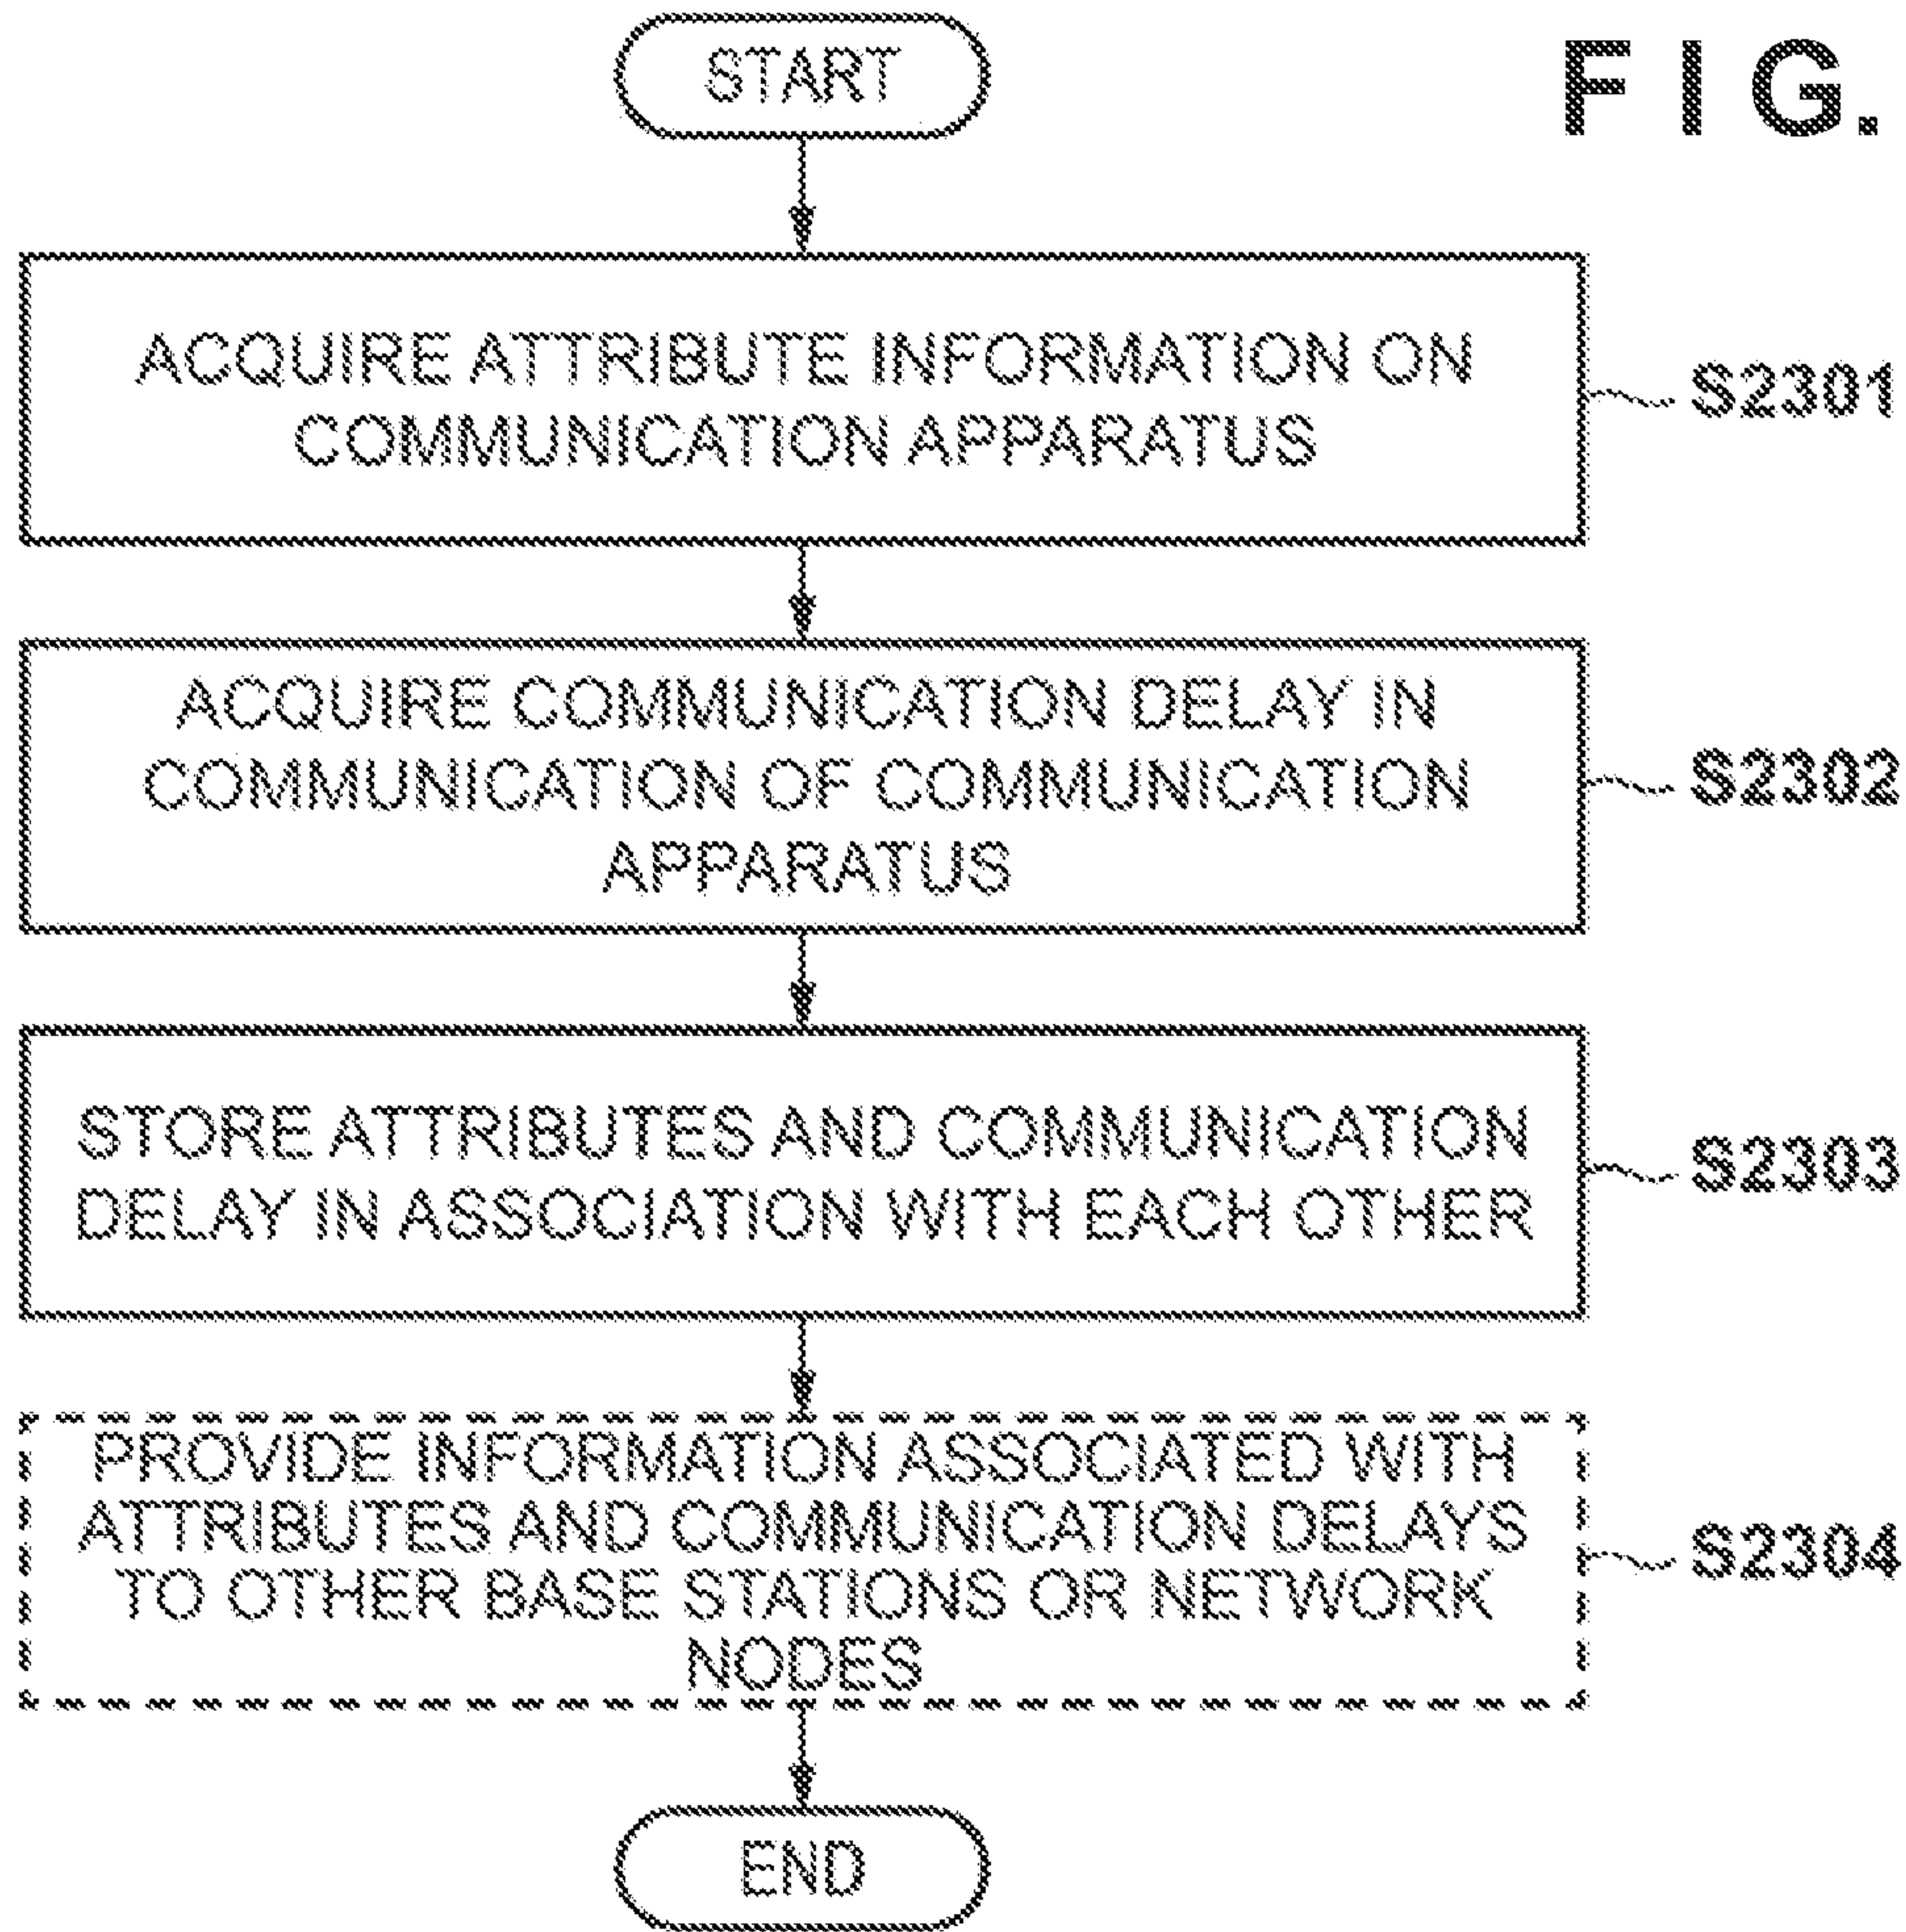 START
F I G.
ACQUIRE ATTRIBUTE INFORMATION ON
COMMUNICATION APPARATUS
S2301
ACQUIRE COMMUNICATION DELAY IN
COMMUNICATION OF COMMUNICATION
APPARATUS
S2302
STORE ATTRIBUTES AND COMMUNICATION
DELAY IN ASSOCIATION WITH EACH OTHER
S2303
PROVIDE INFORMATION ASSOCIATED WITH
ATTRIBUTES AND COMMUNICATION DELAYS
TO OTHER BASE STATIONS OR NETWORK
NODES
S2304
END